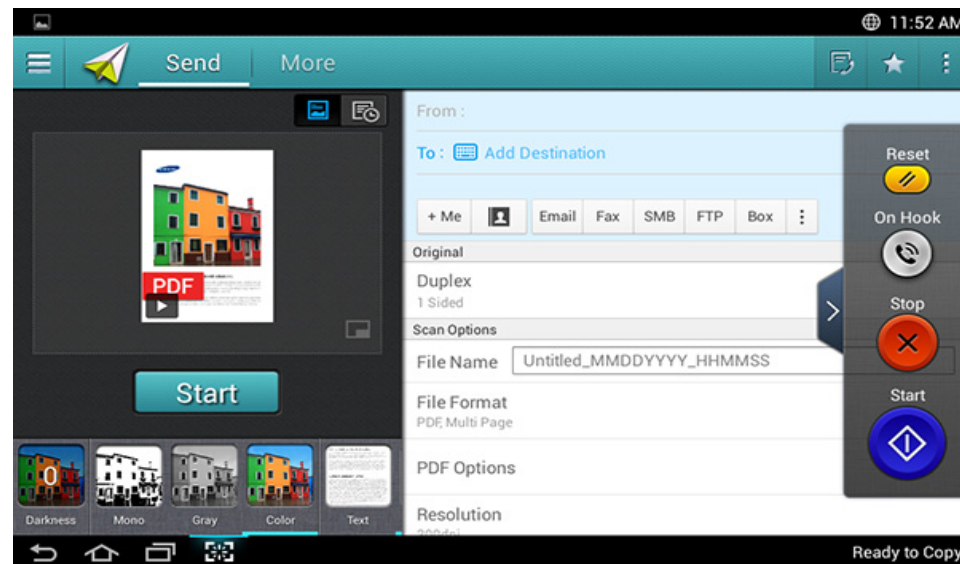 11:52 AM
Send
More
From :
To : Add Destination
+ Me
Email
Fax
SMB
FTP
Box
Original
Duplex
1 Sided
Scan Options
File Name
Untitled_MMDDYYYY_HHMMSS
File Format
PDF, Multi Page
PDF Options
Resolution
PDF
Start
0
Darkness
Mono
Gray
Color
Text
Reset
On Hook
Stop
Start
Ready to Copy